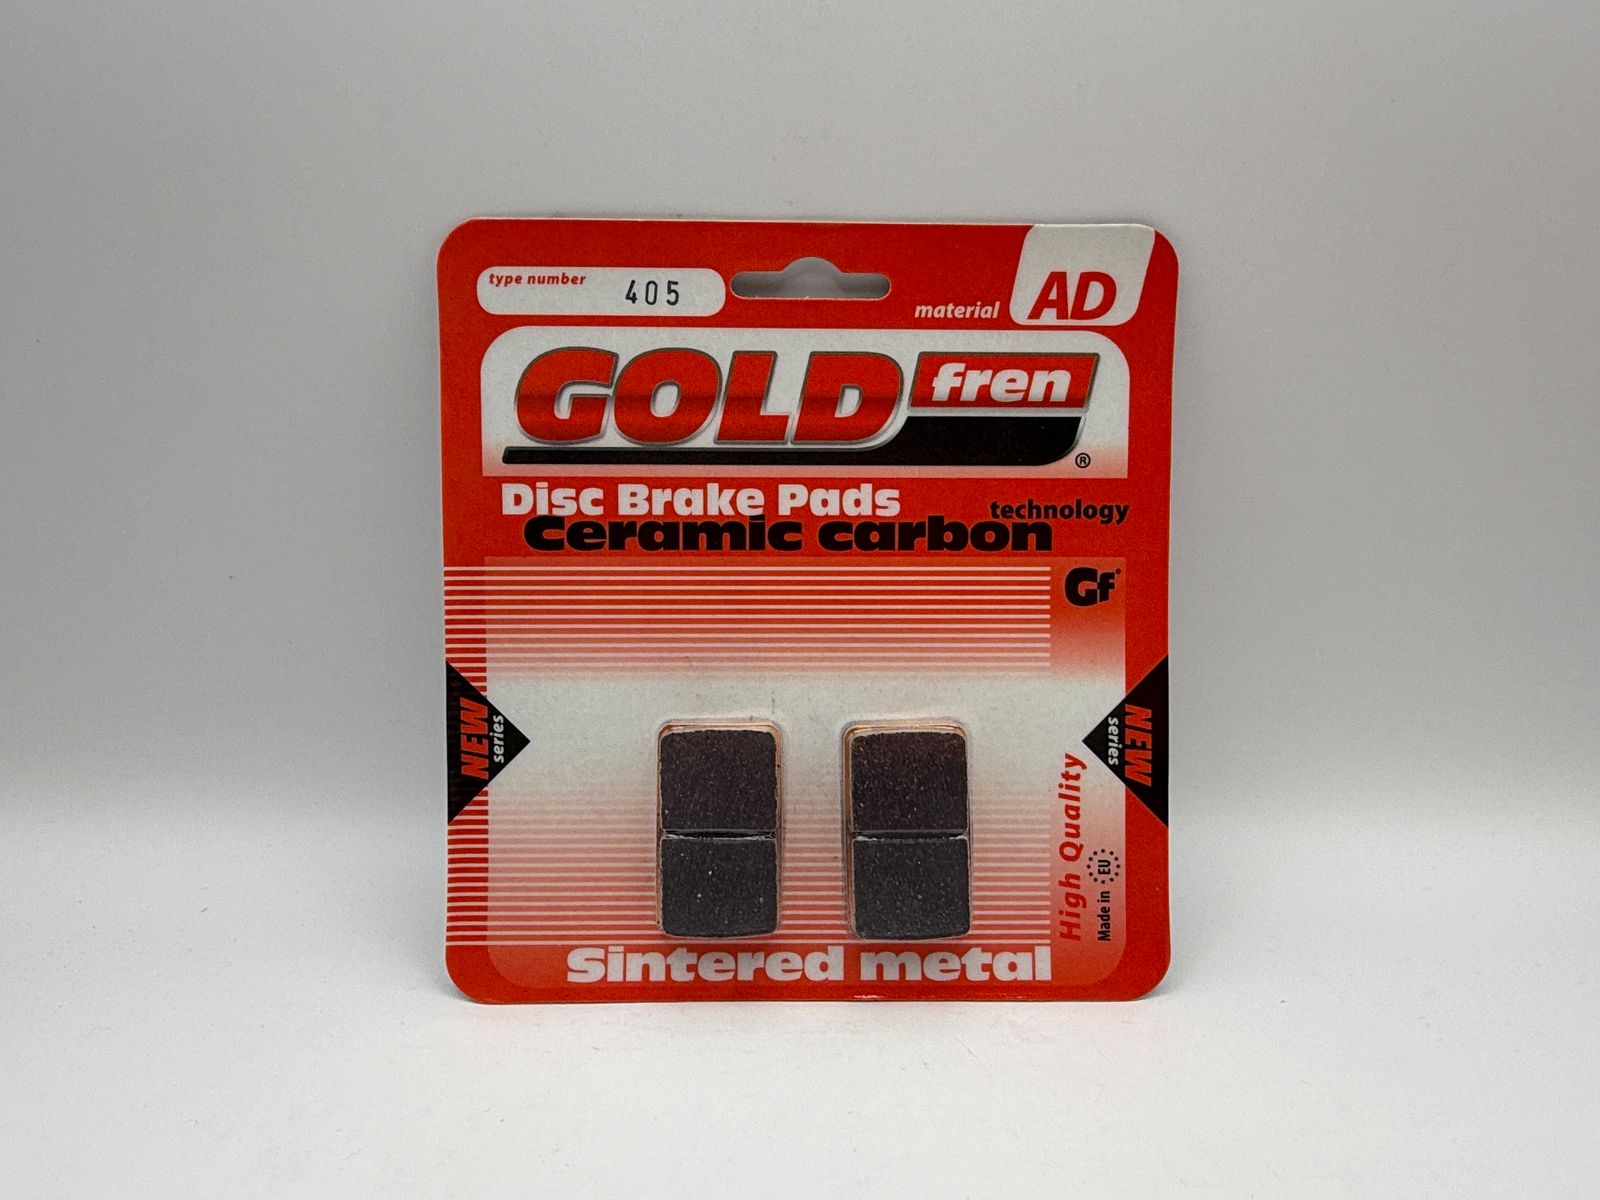 type number 405
material AD
GOLD fren ®
Disc Brake Pads
technology
Ceramic carbon
Gf
NEW series
NEW series
High Quality
Made in EU
Sintered metal